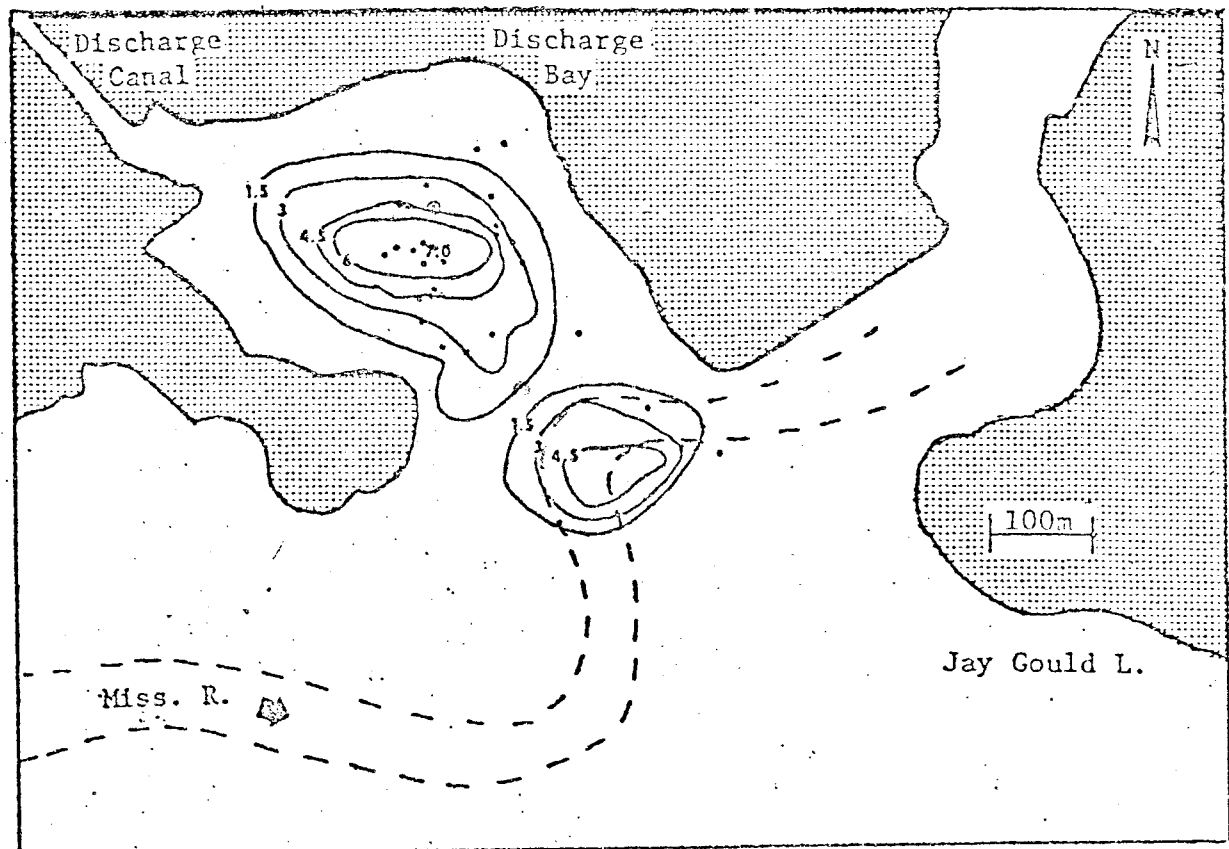 Discharge
Canal
Discharge
Bay
N
1.5
3
4.5
6
7.0
1.5
3
4.5
100m
Jay Gould L.
Miss. R.